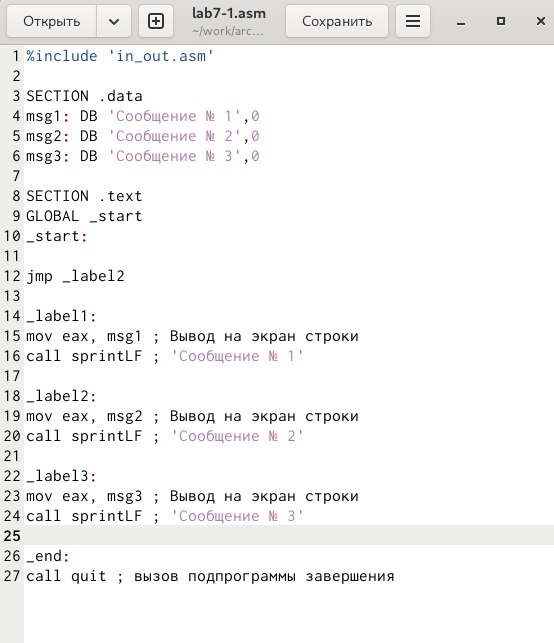 Открыть
lab7-1.asm
~/work/arc...
Сохранить
1 %include 'in_out.asm'
2
3 SECTION .data
4 msg1: DB 'Сообщение № 1',0
5 msg2: DB 'Сообщение № 2',0
6 msg3: DB 'Сообщение № 3',0
7
8 SECTION .text
9 GLOBAL _start
10 _start:
11
12 jmp _label2
13
14 _label1:
15 mov eax, msg1 ; Вывод на экран строки
16 call sprintLF ; 'Сообщение № 1'
17
18 _label2:
19 mov eax, msg2 ; Вывод на экран строки
20 call sprintLF ; 'Сообщение № 2'
21
22 _label3:
23 mov eax, msg3 ; Вывод на экран строки
24 call sprintLF ; 'Сообщение № 3'
25
26 _end:
27 call quit ; вызов подпрограммы завершения